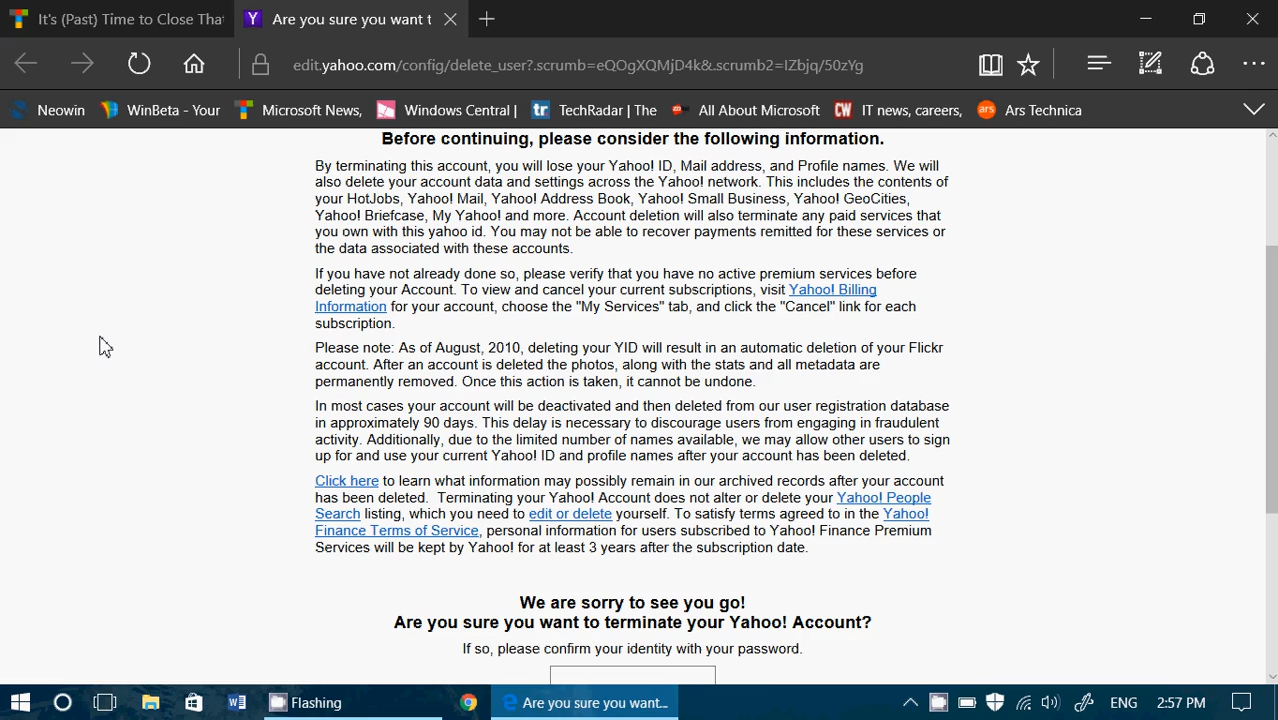 It's (Past) Time to Close That
Y Are you sure you want t
edit.yahoo.com/config/delete_user?.scrumb=eQOgXQMjD4k&.scrumb2=IZbjq/50zYg
Neowin WinBeta - Your Microsoft News, Windows Central | tr TechRadar | The All About Microsoft CW IT news, careers, ars Ars Technica
Before continuing, please consider the following information.
By terminating this account, you will lose your Yahoo! ID, Mail address, and Profile names. We will
also delete your account data and settings across the Yahoo! network. This includes the contents of
your HotJobs, Yahoo! Mail, Yahoo! Address Book, Yahoo! Small Business, Yahoo! GeoCities,
Yahoo! Briefcase, My Yahoo! and more. Account deletion will also terminate any paid services that
you own with this yahoo id. You may not be able to recover payments remitted for these services or
the data associated with these accounts.
If you have not already done so, please verify that you have no active premium services before
deleting your Account. To view and cancel your current subscriptions, visit Yahoo! Billing
Information for your account, choose the "My Services" tab, and click the "Cancel" link for each
subscription.
Please note: As of August, 2010, deleting your YID will result in an automatic deletion of your Flickr
account. After an account is deleted the photos, along with the stats and all metadata are
permanently removed. Once this action is taken, it cannot be undone.
In most cases your account will be deactivated and then deleted from our user registration database
in approximately 90 days. This delay is necessary to discourage users from engaging in fraudulent
activity. Additionally, due to the limited number of names available, we may allow other users to sign
up for and use your current Yahoo! ID and profile names after your account has been deleted.
Click here to learn what information may possibly remain in our archived records after your account
has been deleted. Terminating your Yahoo! Account does not alter or delete your Yahoo! People
Search listing, which you need to edit or delete yourself. To satisfy terms agreed to in the Yahoo!
Finance Terms of Service, personal information for users subscribed to Yahoo! Finance Premium
Services will be kept by Yahoo! for at least 3 years after the subscription date.
We are sorry to see you go!
Are you sure you want to terminate your Yahoo! Account?
If so, please confirm your identity with your password.
Flashing Are you sure you want... ENG 2:57 PM